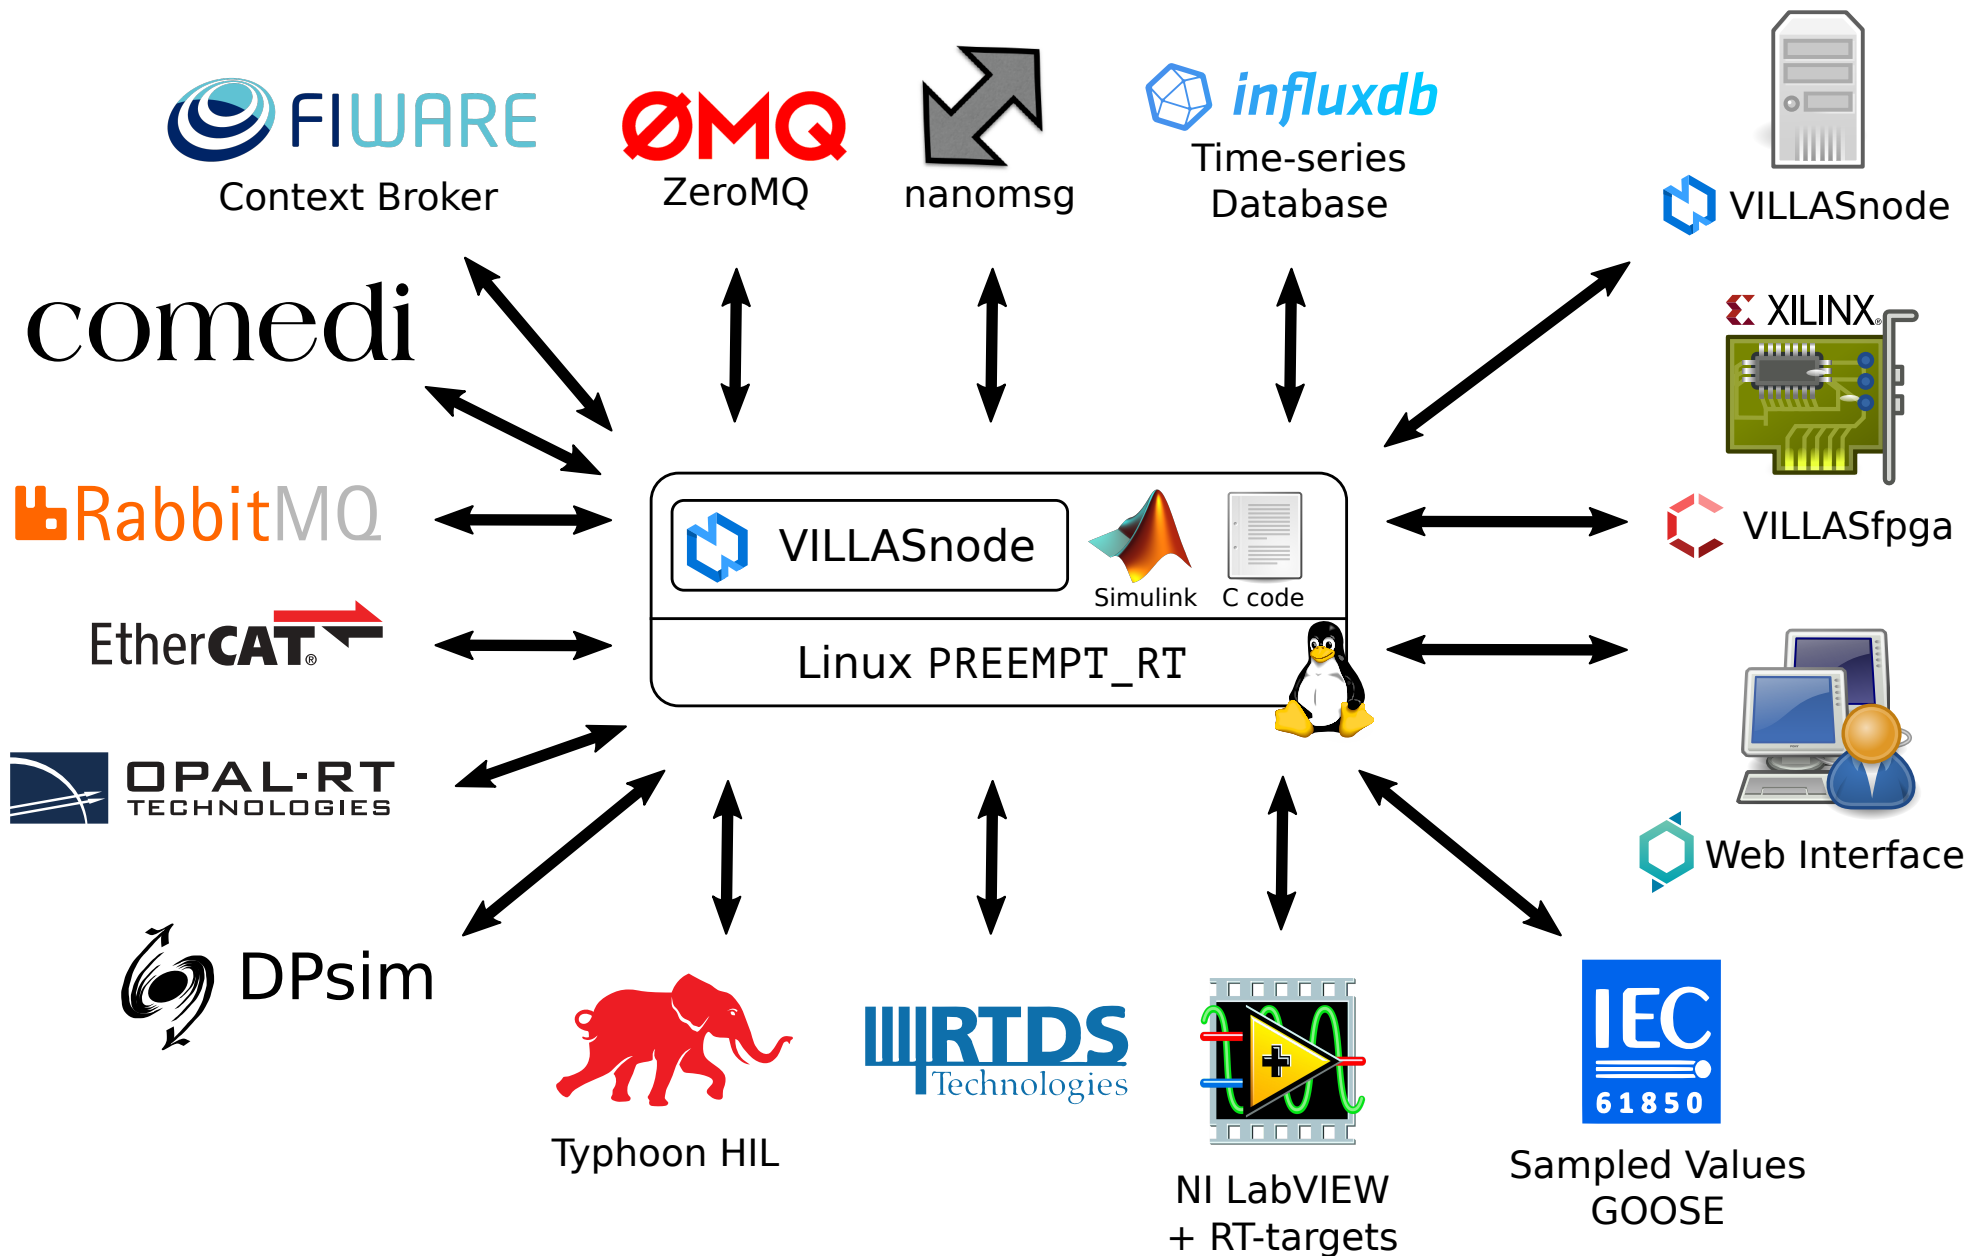 FIWARE
Context Broker
ØMQ
ZeroMQ
nanomsg
influxdb
Time-series
Database
VILLASnode
comedi
XILINX®
VILLASfpga
RabbitMQ
VILLASnode
Simulink
C code
EtherCAT®
Linux PREEMPT_RT
OPAL-RT
TECHNOLOGIES
Web Interface
DPsim
Typhoon HIL
RTDS
Technologies
NI LabVIEW
+ RT-targets
IEC
61850
Sampled Values
GOOSE